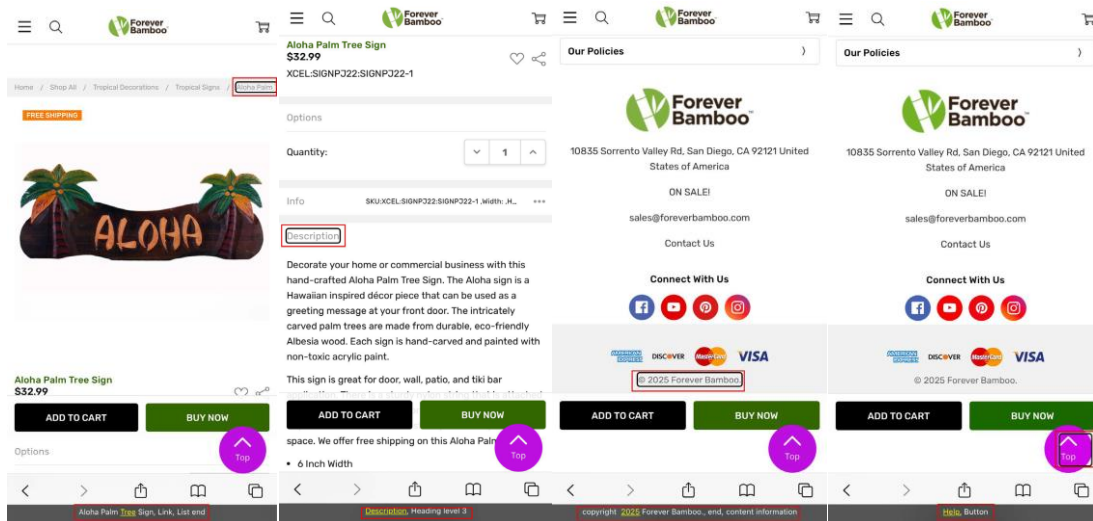 Forever
Bamboo
Home / Shop All / Tropical Decorations / Tropical Signs / Aloha Palm
FREE SHIPPING
ALOHA
Aloha Palm Tree Sign
$32.99
ADD TO CART
BUY NOW
Options
Top
Aloha Palm Tree Sign, Link, List end
Forever
Bamboo
Aloha Palm Tree Sign
$32.99
XCEL:SIGNPJ22:SIGNPJ22-1
Options
Quantity:
1
Info
SKU:XCEL:SIGNPJ22:SIGNPJ22-1 ,Width: ,H...
Description
Decorate your home or commercial business with this
hand-crafted Aloha Palm Tree Sign. The Aloha sign is a
Hawaiian inspired décor piece that can be used as a
greeting message at your front door. The intricately
carved palm trees are made from durable, eco-friendly
Albesia wood. Each sign is hand-carved and painted with
non-toxic acrylic paint.
This sign is great for door, wall, patio, and tiki bar
ADD TO CART
BUY NOW
space. We offer free shipping on this Aloha Palm
Top
• 6 Inch Width
Description, Heading level 3
Forever
Bamboo
Our Policies
Forever
Bamboo™
10835 Sorrento Valley Rd, San Diego, CA 92121 United
States of America
ON SALE!
sales@foreverbamboo.com
Contact Us
Connect With Us
AMERICAN EXPRESS
DISCOVER
MasterCard
VISA
© 2025 Forever Bamboo.
ADD TO CART
BUY NOW
Top
copyright 2025 Forever Bamboo., end, content information
Forever
Bamboo
Our Policies
Forever
Bamboo™
10835 Sorrento Valley Rd, San Diego, CA 92121 United
States of America
ON SALE!
sales@foreverbamboo.com
Contact Us
Connect With Us
AMERICAN EXPRESS
DISCOVER
MasterCard
VISA
© 2025 Forever Bamboo.
ADD TO CART
BUY NOW
Top
Help, Button